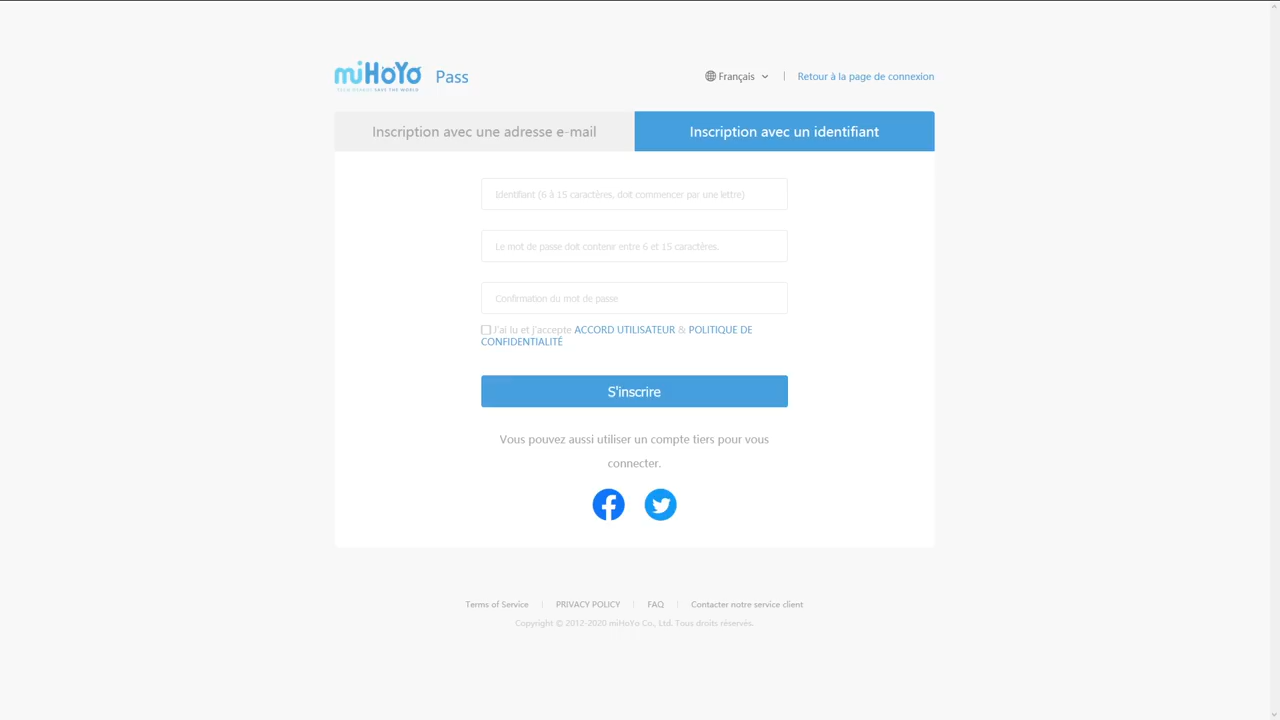 miHoYo Pass
TECH OTAKUS SAVE THE WORLD
Français | Retour à la page de connexion
Inscription avec une adresse e-mail
Inscription avec un identifiant
Identifiant (6 à 15 caractères, doit commencer par une lettre)
Le mot de passe doit contenir entre 6 et 15 caractères.
Confirmation du mot de passe
J'ai lu et j'accepte ACCORD UTILISATEUR & POLITIQUE DE
CONFIDENTIALITÉ
S'inscrire
Vous pouvez aussi utiliser un compte tiers pour vous
connecter.
Terms of Service | PRIVACY POLICY | FAQ | Contacter notre service client
Copyright © 2012-2020 miHoYo Co., Ltd. Tous droits réservés.